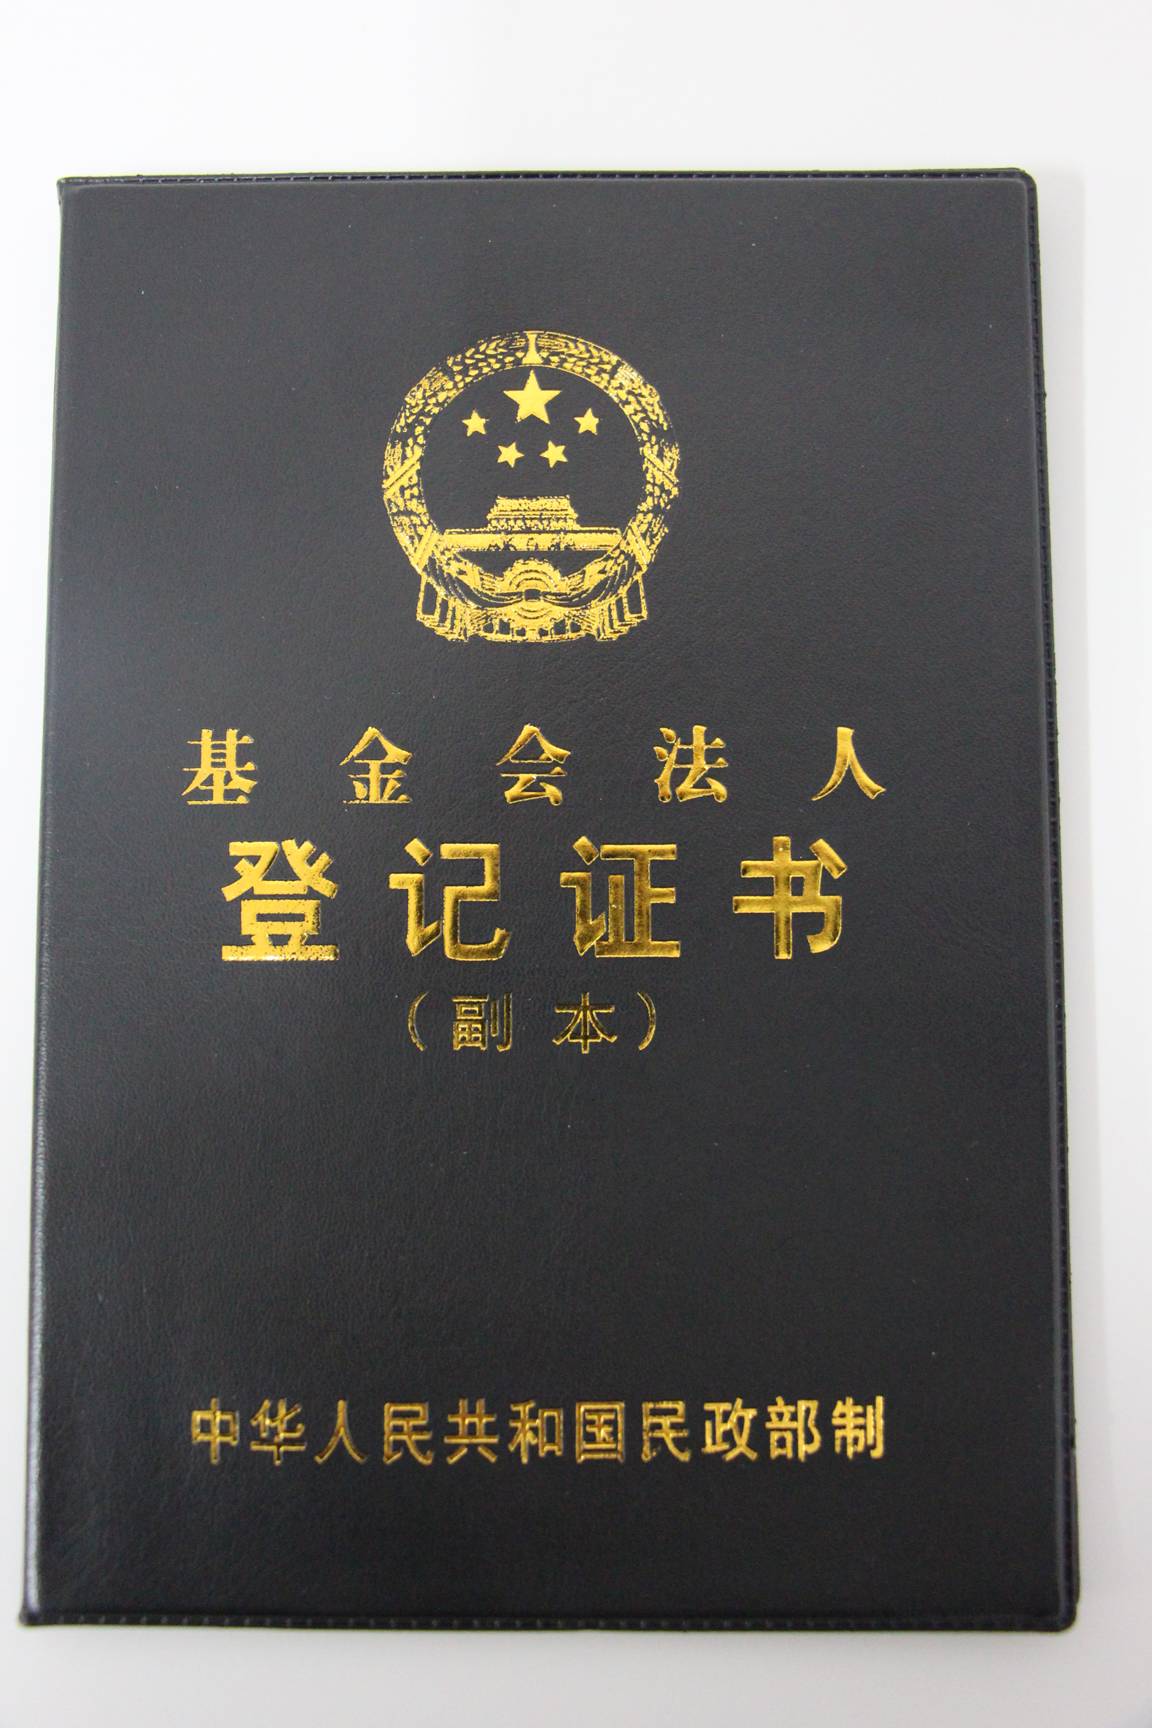 基金会法人
登记证书
（副本）
中华人民共和国民政部制